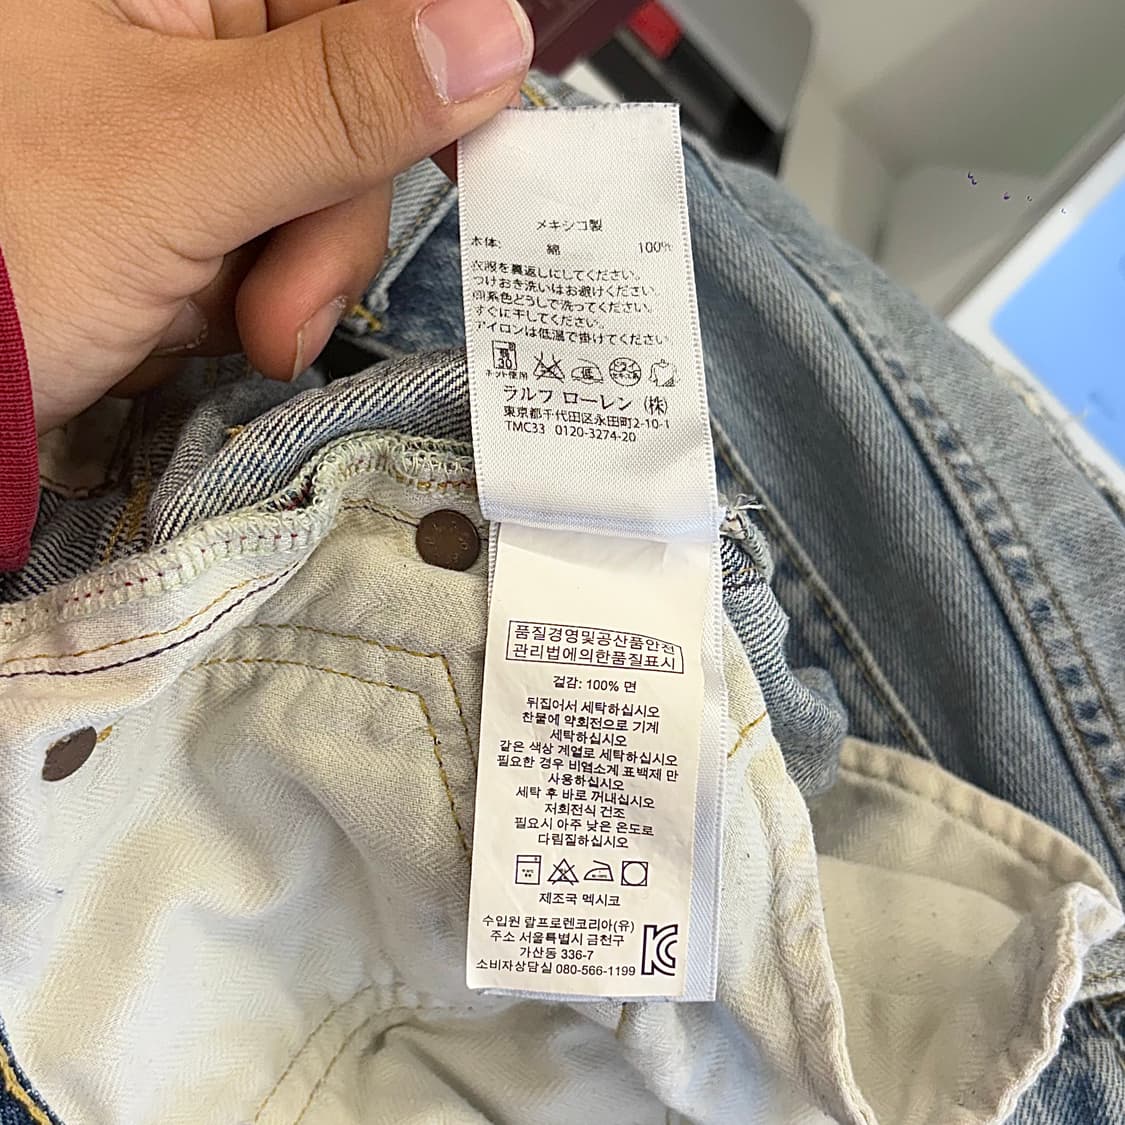 メキシコ製
本体: 綿 100%
衣服を裏返しにしてください。
つけおき洗いはお避けください。
同系色どうしで洗ってください。
すぐに干してください。
アイロンは低温で掛けてください
30
ネット使用
低
ラルフ ローレン (株)
東京都千代田区永田町2-10-1
TMC33 0120-3274-20
품질경영및공산품안전
관리법에의한품질표시
겉감: 100% 면
뒤집어서 세탁하십시오
찬물에 약회전으로 기계
세탁하십시오
같은 색상 계열로 세탁하십시오
필요한 경우 비염소계 표백제 만
사용하십시오
세탁 후 바로 꺼내십시오
저회전식 건조
필요시 아주 낮은 온도로
다림질하십시오
제조국 멕시코
수입원 랄프로렌코리아(유)
주소 서울특별시 금천구
가산동 336-7
소비자상담실 080-566-1199